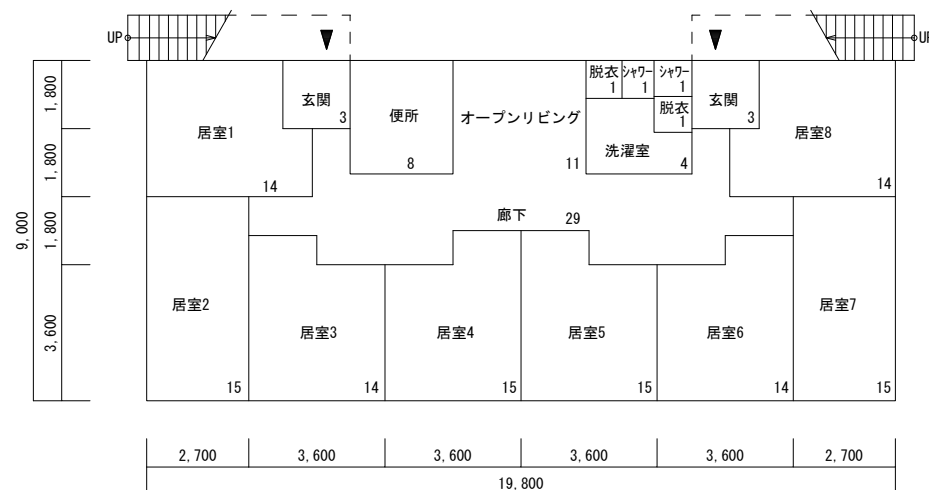 UP
UP
1,800
1,800
1,800
3,600
9,000
居室1
14
玄関
3
便所
8
オープンリビング
11
脱衣
1
シャワー
1
シャワー
1
脱衣
1
洗濯室
4
玄関
3
居室8
14
廊下
29
居室2
15
居室3
14
居室4
15
居室5
15
居室6
14
居室7
15
2,700
3,600
3,600
3,600
3,600
2,700
19,800